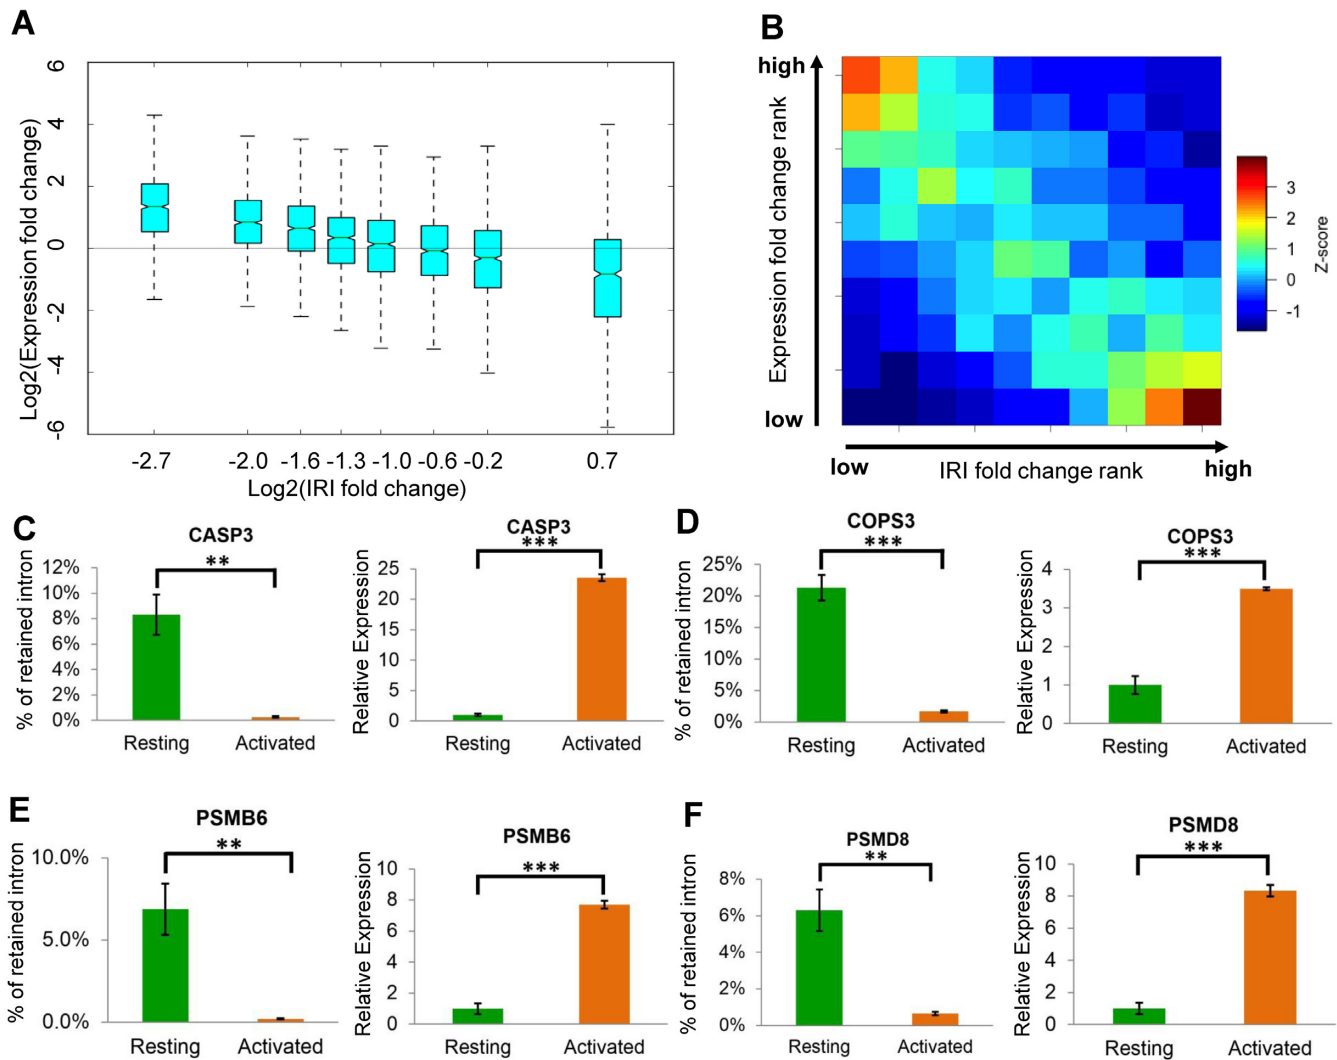 A
Log2(Expression fold change)
6
4
2
0
-2
-4
-6
-2.7 -2.0 -1.6 -1.3 -1.0 -0.6 -0.2 0.7
Log2(IRI fold change)
B
high
Expression fold change rank
low
low
IRI fold change rank
high
3
2
1
0
-1
Z-score
C
CASP3
**
% of retained intron
12%
10%
8%
6%
4%
2%
0%
Resting Activated
CASP3
***
Relative Expression
25
20
15
10
5
0
Resting Activated
D
COPS3
***
% of retained intron
25%
20%
15%
10%
5%
0%
Resting Activated
COPS3
***
Relative Expression
4
3
2
1
0
Resting Activated
E
PSMB6
**
% of retained intron
10.0%
5.0%
0.0%
Resting Activated
PSMB6
***
Relative Expression
10
8
6
4
2
0
Resting Activated
F
PSMD8
**
% of retained intron
8%
6%
4%
2%
0%
Resting Activated
PSMD8
***
Relative Expression
10
8
6
4
2
0
Resting Activated